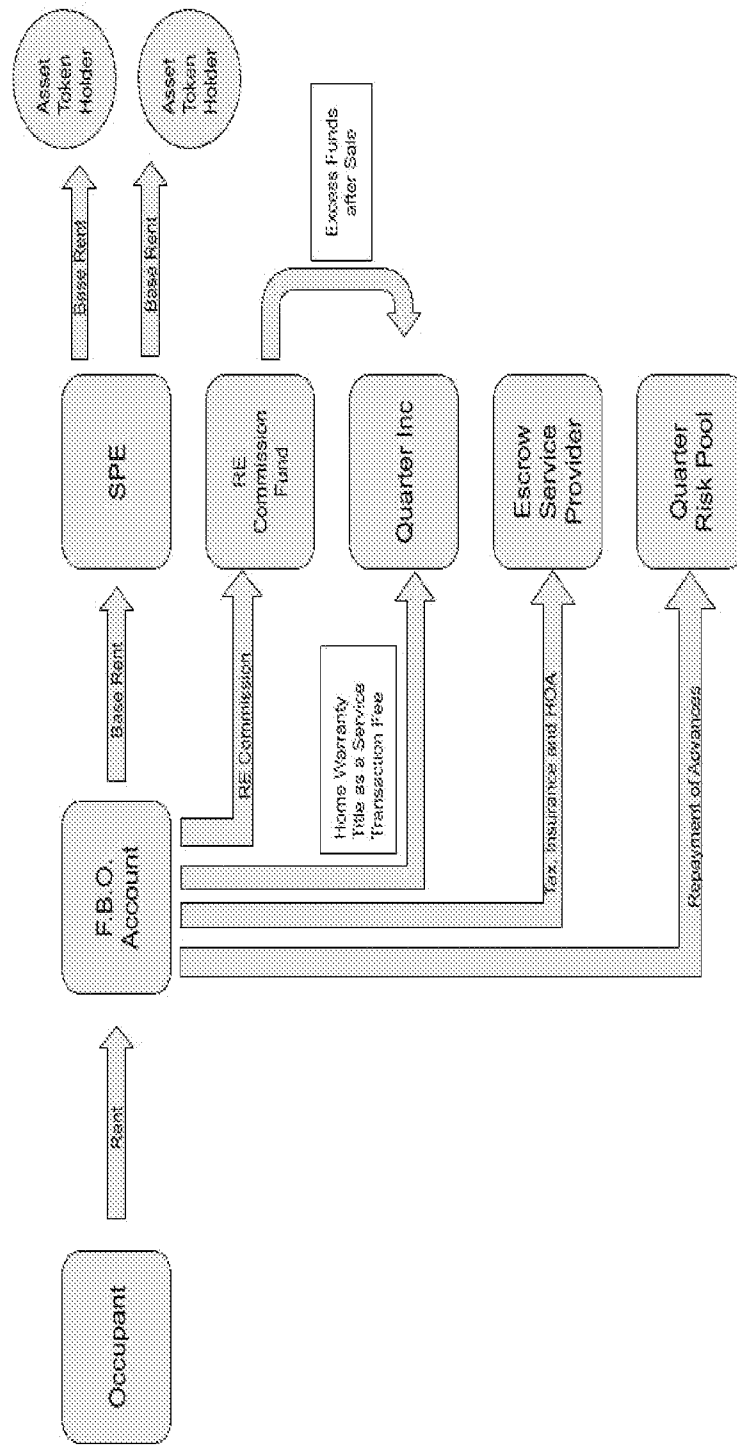 Occupant
Rent
F.B.O.
Account
Base Rent
SPE
Base Rent
Base Rent
Asset
Token
Holder
Asset
Token
Holder
RE Commission
RE
Commission
Fund
Excess Funds
after Sale
Home Warranty
Title as a Service
Transaction Fee
Quarter Inc
Tax, Insurance and HOA
Escrow
Service
Provider
Repayment of Advances
Quarter
Risk Pool